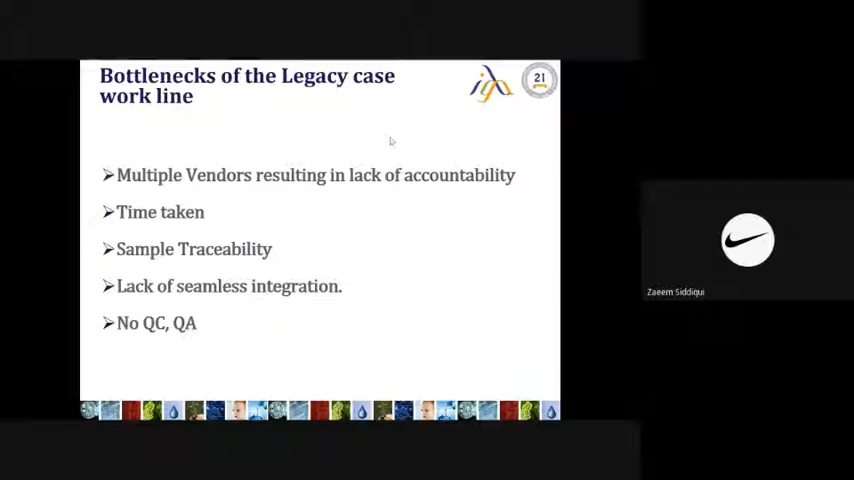 Bottlenecks of the Legacy case
work line
21
Multiple Vendors resulting in lack of accountability
Time taken
Sample Traceability
Lack of seamless integration.
No QC, QA
Zaeem Siddiqui